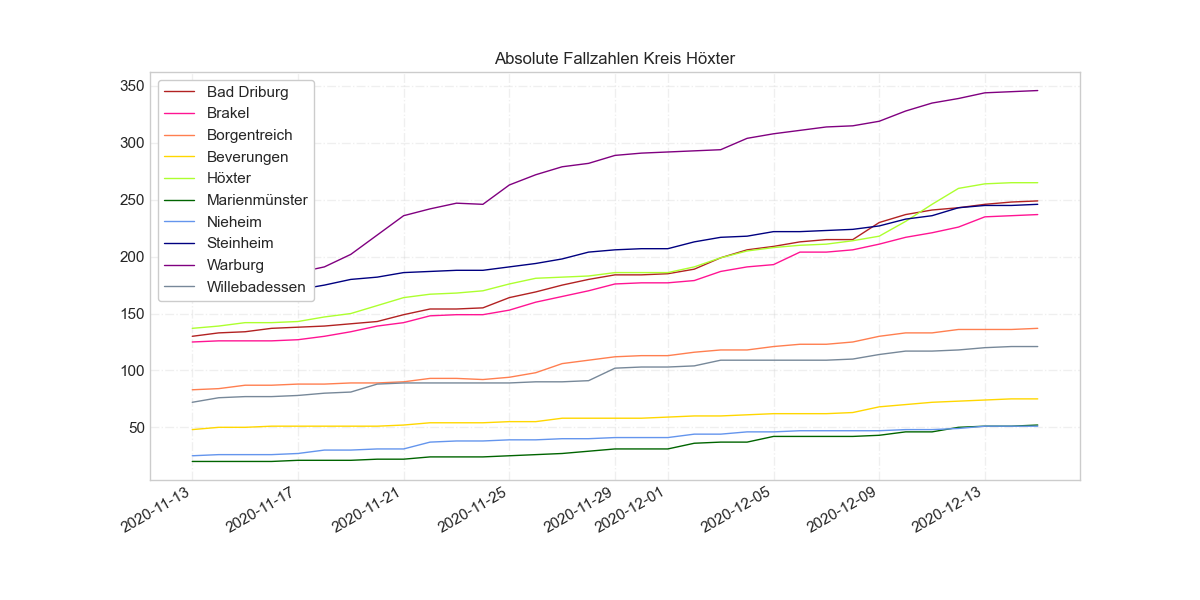 Absolute Fallzahlen Kreis Höxter
350
300
250
200
150
100
50
Bad Driburg
Brakel
Borgentreich
Beverungen
Höxter
Marienmünster
Nieheim
Steinheim
Warburg
Willebadessen
2020-11-13
2020-11-17
2020-11-21
2020-11-25
2020-11-29
2020-12-01
2020-12-05
2020-12-09
2020-12-13